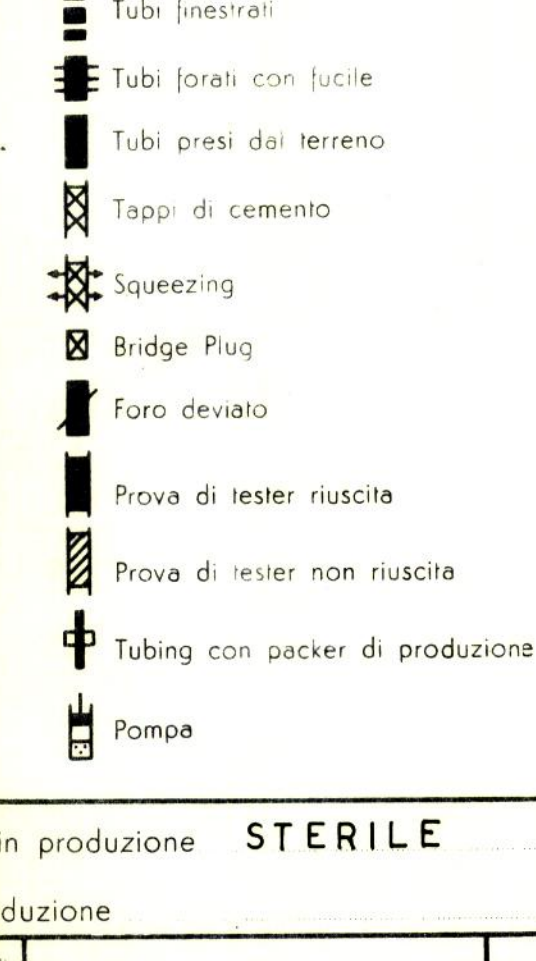 Tubi finestrati
Tubi forati con fucile
Tubi presi dal terreno
Tappi di cemento
Squeezing
Bridge Plug
Foro deviato
Prova di tester riuscita
Prova di tester non riuscita
Tubing con packer di produzione
Pompa
in produzione STERILE
duzione